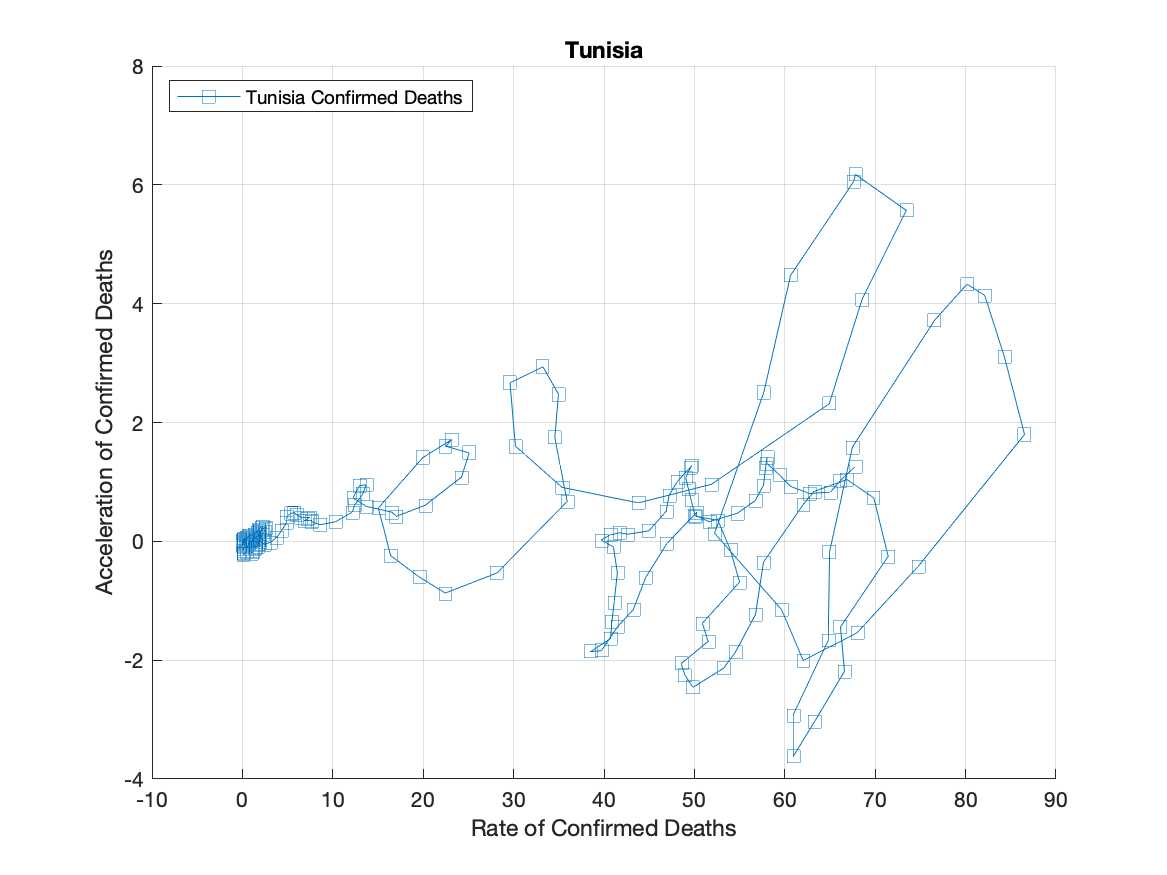 Tunisia
Tunisia Confirmed Deaths
8
6
4
2
0
-2
-4
Acceleration of Confirmed Deaths
-10 0 10 20 30 40 50 60 70 80 90
Rate of Confirmed Deaths